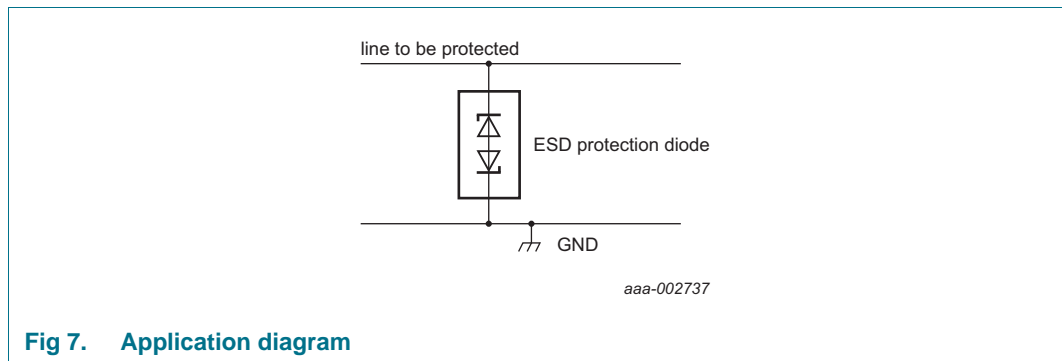 line to be protected
ESD protection diode
GND
aaa-002737
Fig 7. Application diagram